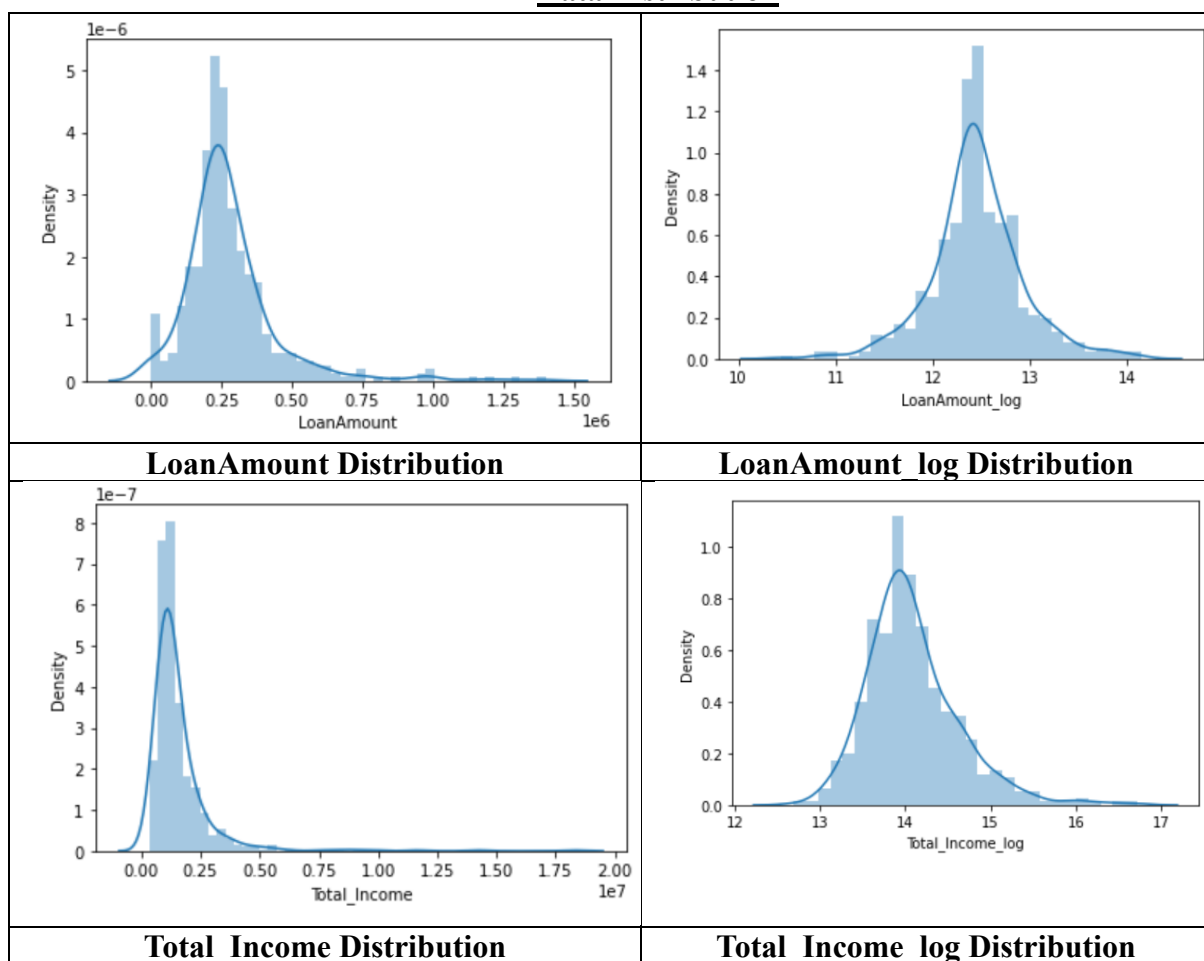 1e−6
5
4
3
2
1
0
Density
0.00 0.25 0.50 0.75 1.00 1.25 1.50
1e6
LoanAmount
1.4
1.2
1.0
0.8
0.6
0.4
0.2
0.0
Density
10 11 12 13 14
LoanAmount_log
LoanAmount Distribution
LoanAmount_log Distribution
1e−7
8
7
6
5
4
3
2
1
0
Density
0.00 0.25 0.50 0.75 1.00 1.25 1.50 1.75 2.00
1e7
Total_Income
1.0
0.8
0.6
0.4
0.2
0.0
Density
12 13 14 15 16 17
Total_Income_log
Total_Income Distribution
Total_Income_log Distribution